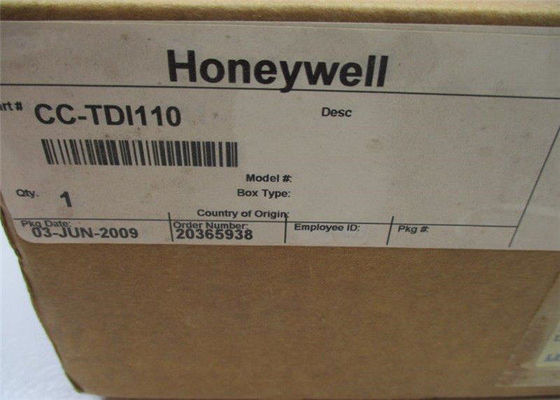 Honeywell
art# CC-TDI110
Desc
Model #:
Qty. 1
Box Type:
Country of Origin:
Pkg Date:
03-JUN-2009
Order Number:
20365938
Employee ID:
Pkg #: